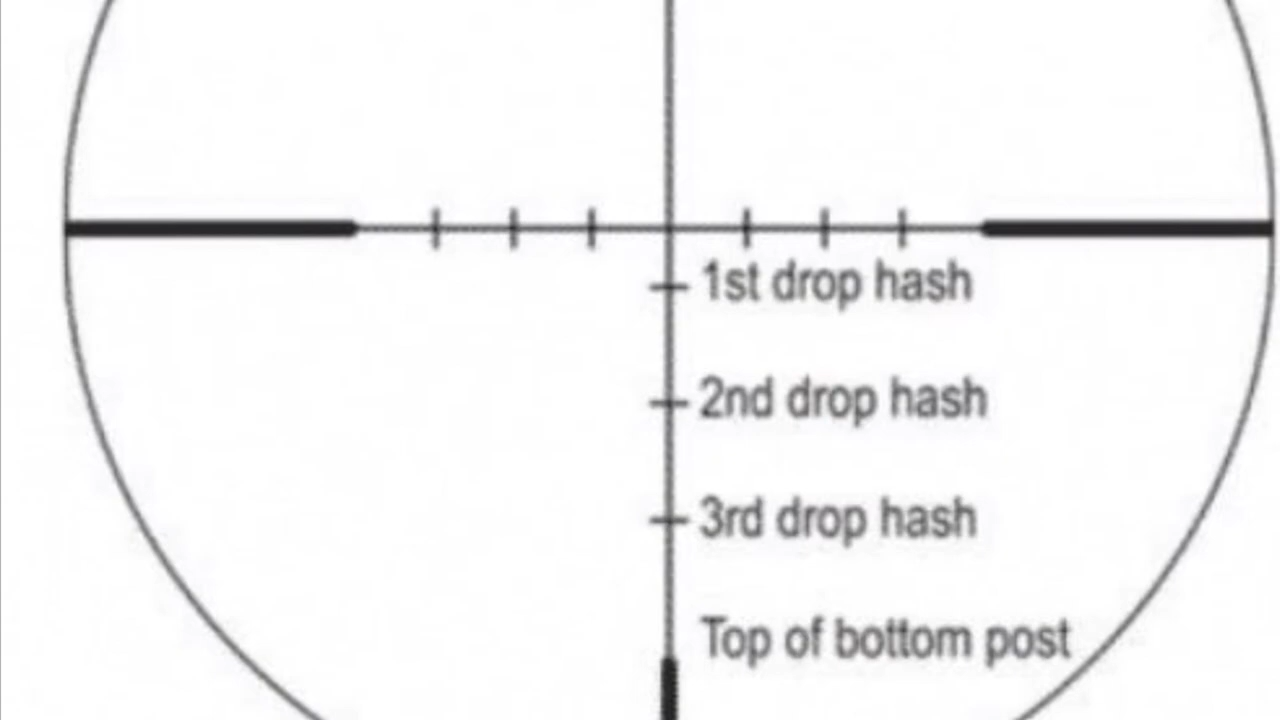 1st drop hash
2nd drop hash
3rd drop hash
Top of bottom post